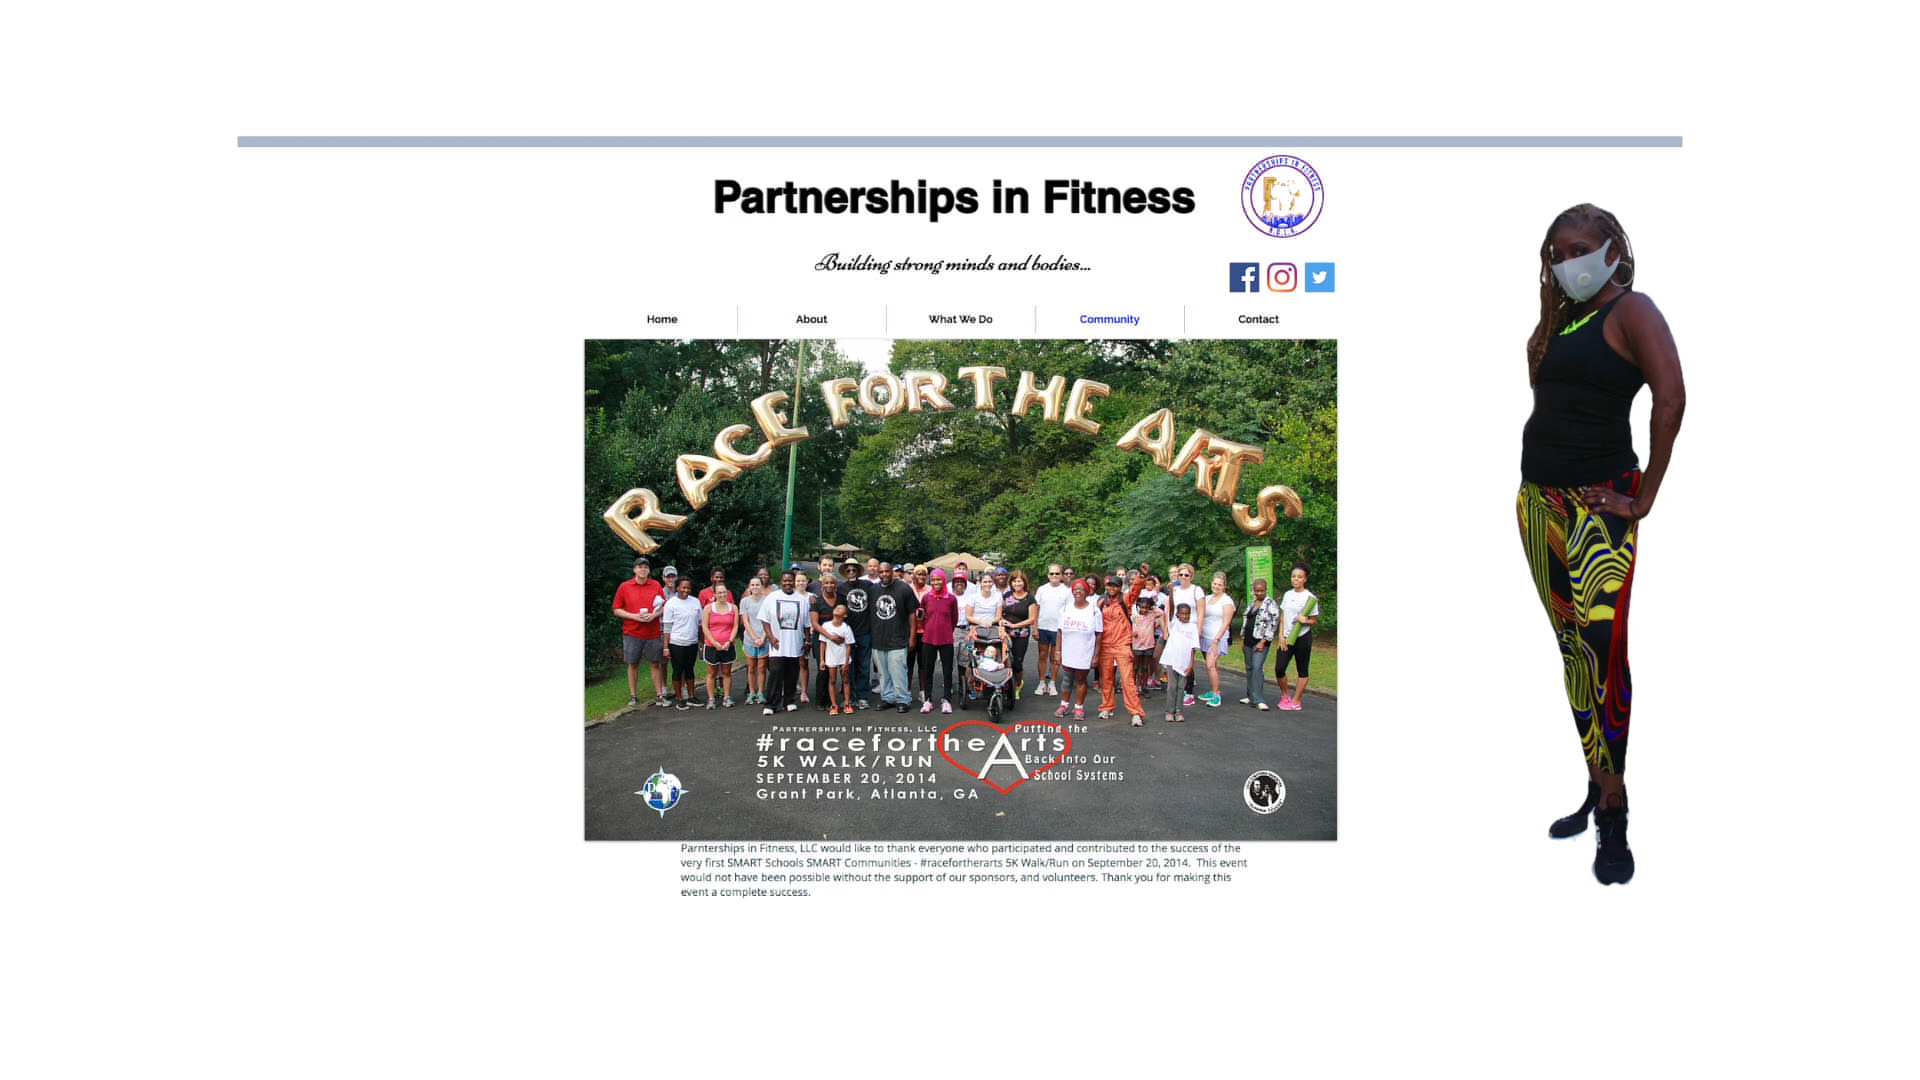 Partnerships in Fitness
PARTNERSHIPS IN FITNESS
Building strong minds and bodies...
Home
About
What We Do
Community
Contact
RACE FOR THE ARTS
Partnerships in Fitness, LLC
#racefortheArts
5K WALK/RUN
SEPTEMBER 20, 2014
Grant Park, Atlanta, GA
Putting the
Back Into Our
School Systems
Parnterships in Fitness, LLC would like to thank everyone who participated and contributed to the success of the
very first SMART Schools SMART Communities - #raceforthearts 5K Walk/Run on September 20, 2014.  This event
would not have been possible without the support of our sponsors, and volunteers. Thank you for making this
event a complete success.